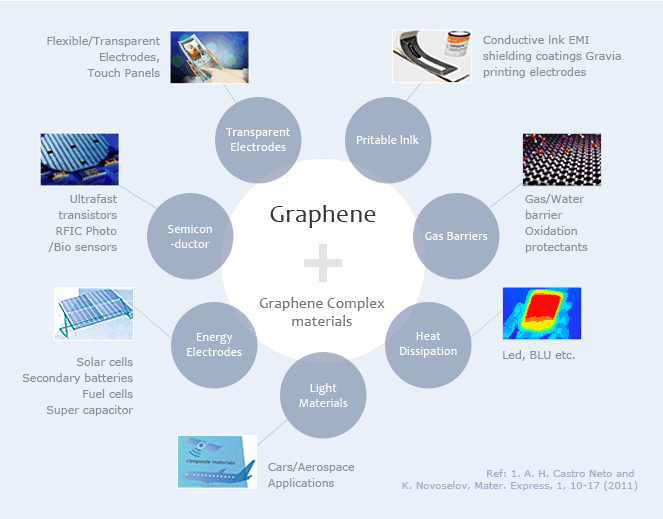 Flexible/Transparent
Electrodes,
Touch Panels
Conductive lnk EMI
shielding coatings Gravia
printing electrodes
Transparent
Electrodes
Pritable lnlk
Ultrafast
transistors
RFIC Photo
/Bio sensors
Semicon
-ductor
Graphene
+
Graphene Complex
materials
Gas Barriers
Gas/Water
barrier
Oxidation
protectants
Energy
Electrodes
Heat
Dissipation
Solar cells
Secondary batteries
Fuel cells
Super capacitor
Led, BLU etc.
Light
Materials
composite materials
Cars/Aerospace
Applications
Ref: 1. A. H. Castro Neto and
K. Novoselov, Mater. Express, 1, 10-17 (2011)